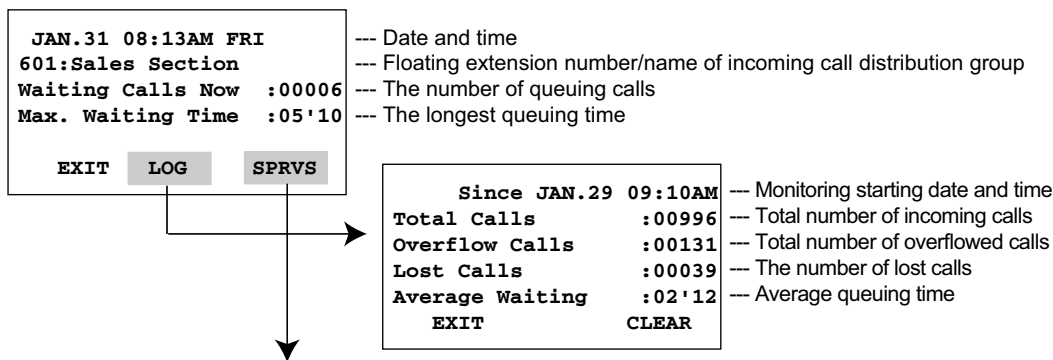 JAN.31 08:13AM FRI --- Date and time
601:Sales Section --- Floating extension number/name of incoming call distribution group
Waiting Calls Now :00006 --- The number of queuing calls
Max. Waiting Time :05'10 --- The longest queuing time
EXIT LOG SPRVS
Since JAN.29 09:10AM --- Monitoring starting date and time
Total Calls :00996 --- Total number of incoming calls
Overflow Calls :00131 --- Total number of overflowed calls
Lost Calls :00039 --- The number of lost calls
Average Waiting :02'12 --- Average queuing time
EXIT CLEAR